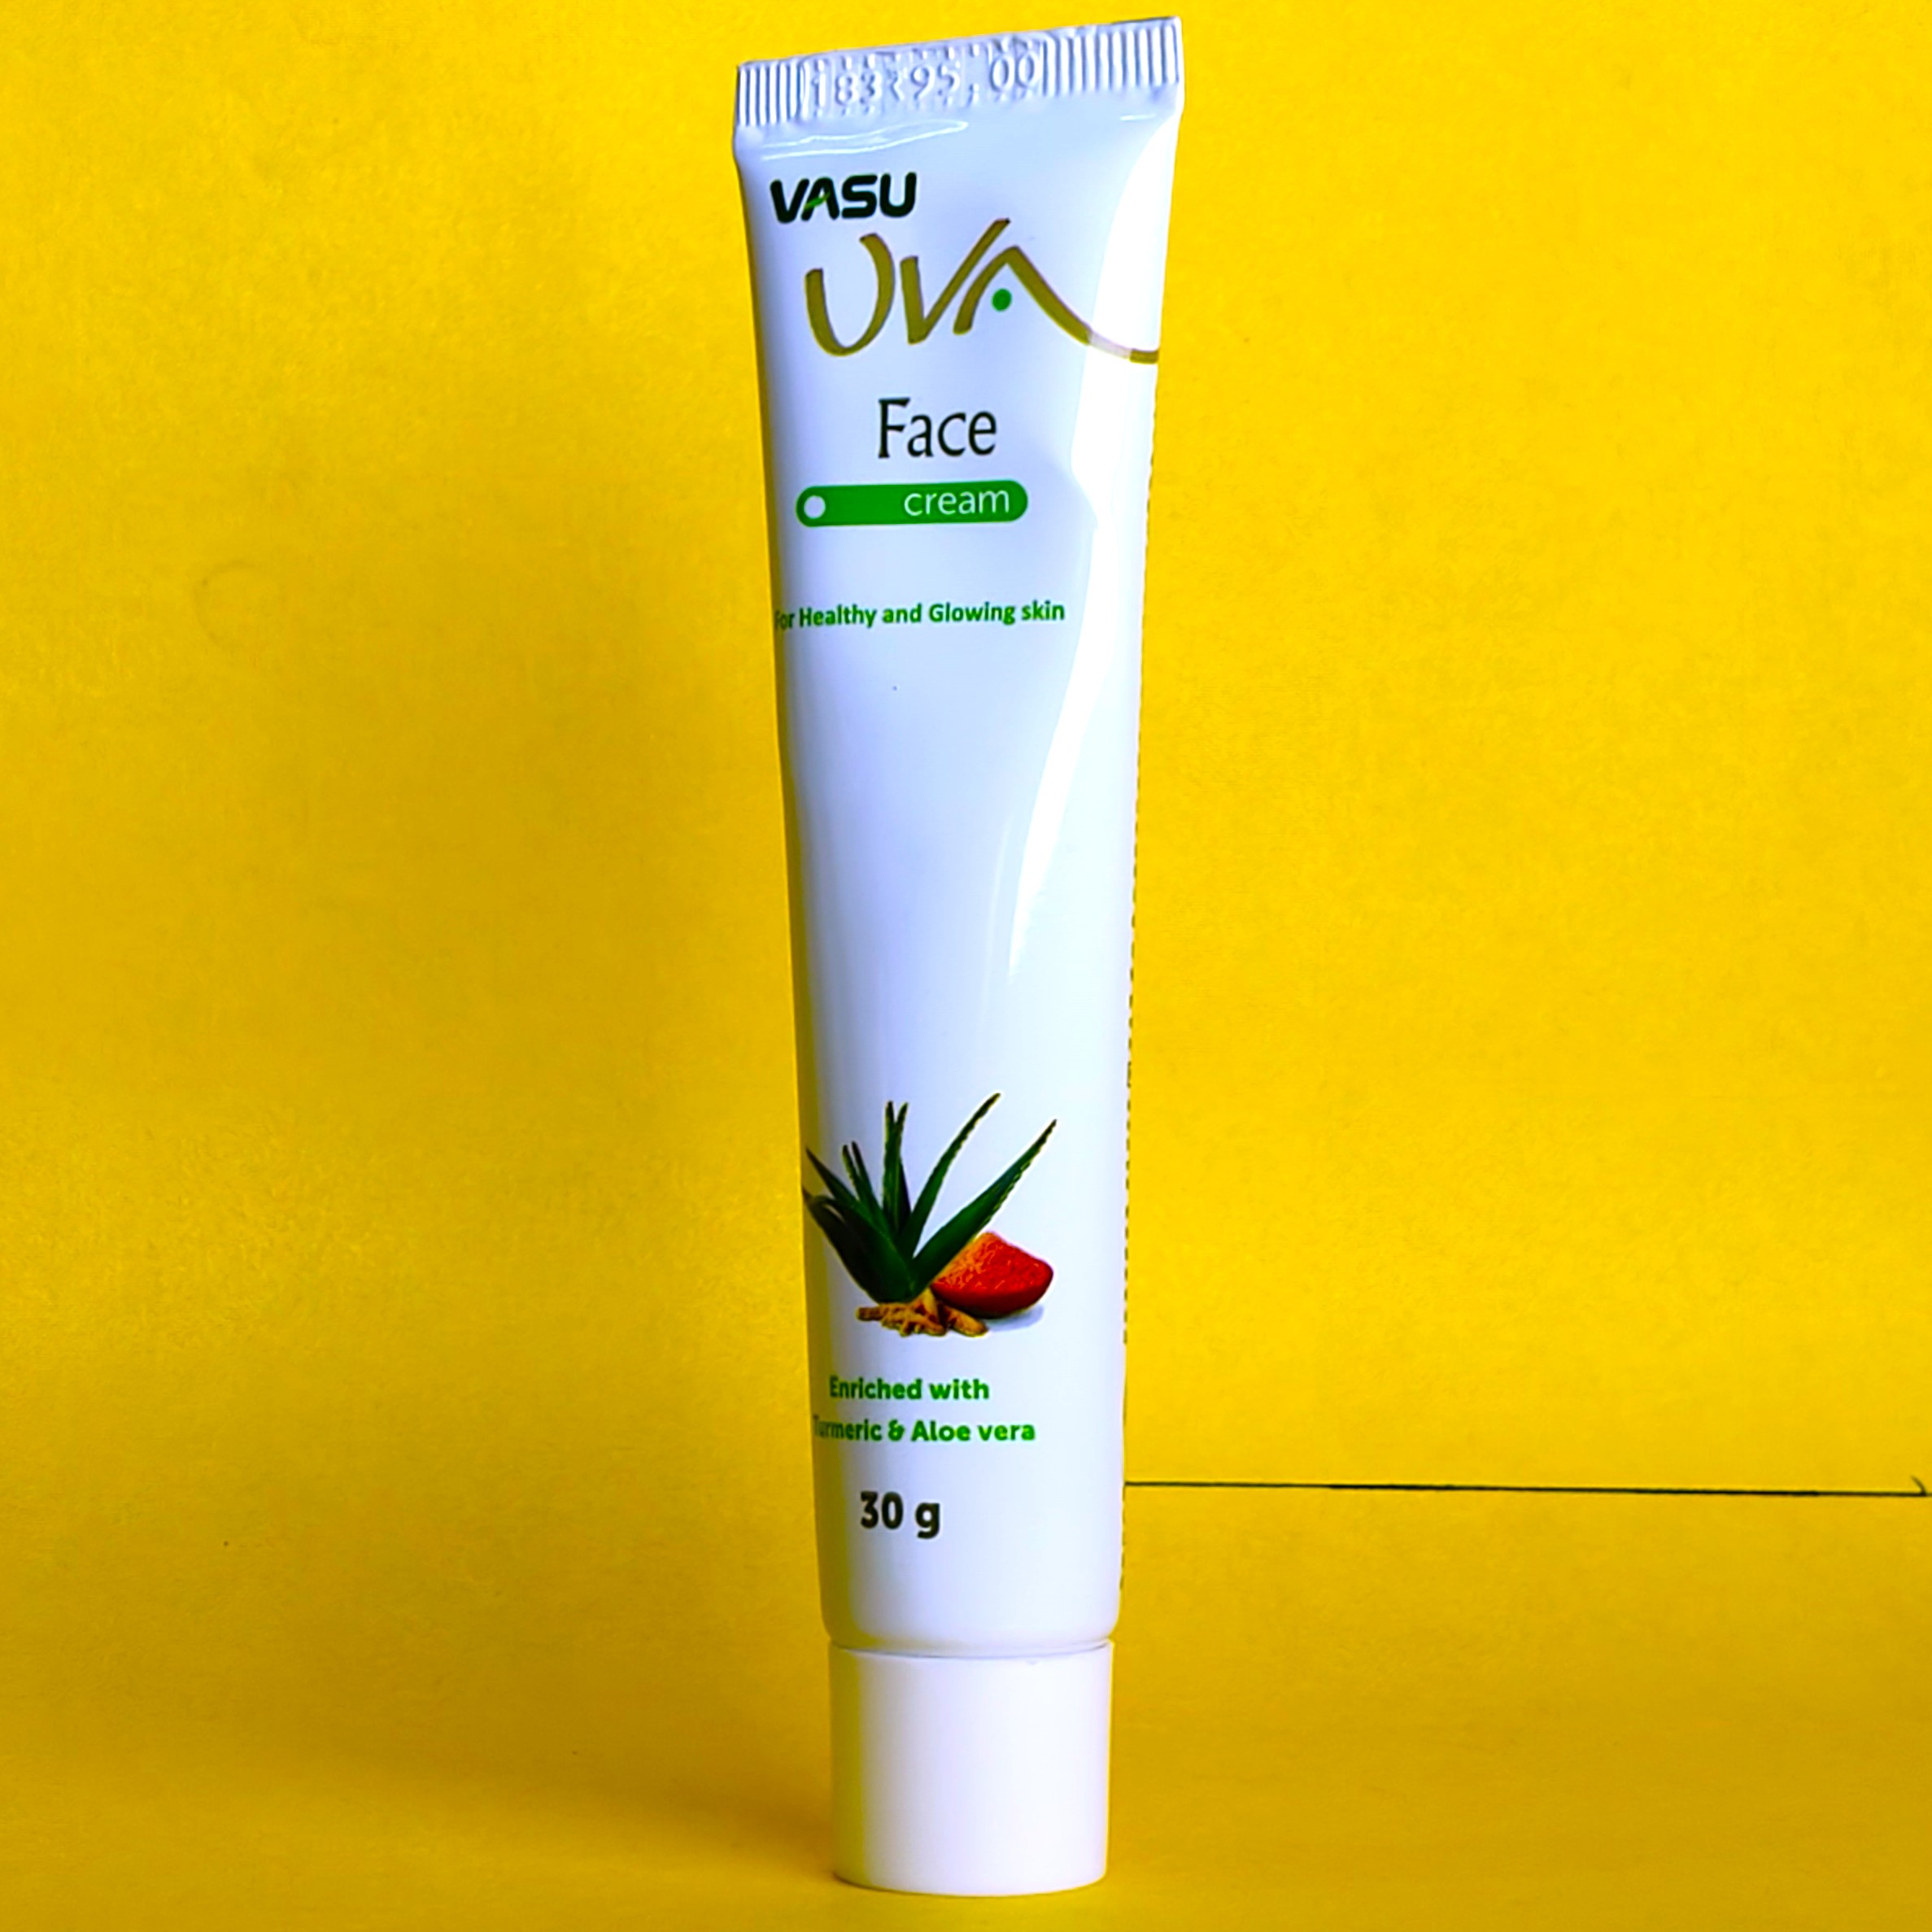 183₹95.00
VASU
UVA
Face
cream
For Healthy and Glowing skin
Enriched with
Turmeric & Aloe vera
30 g